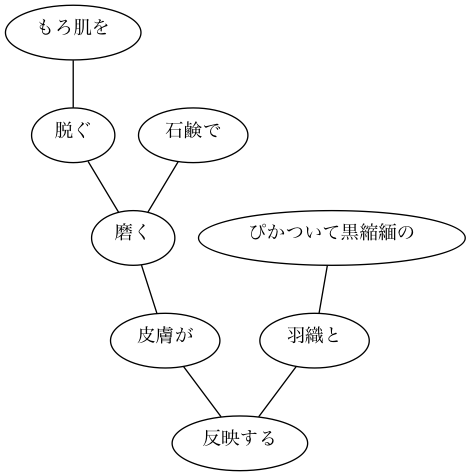 もろ肌を
脱ぐ
石鹸で
磨く
ぴかついて黒縮緬の
皮膚が
羽織と
反映する